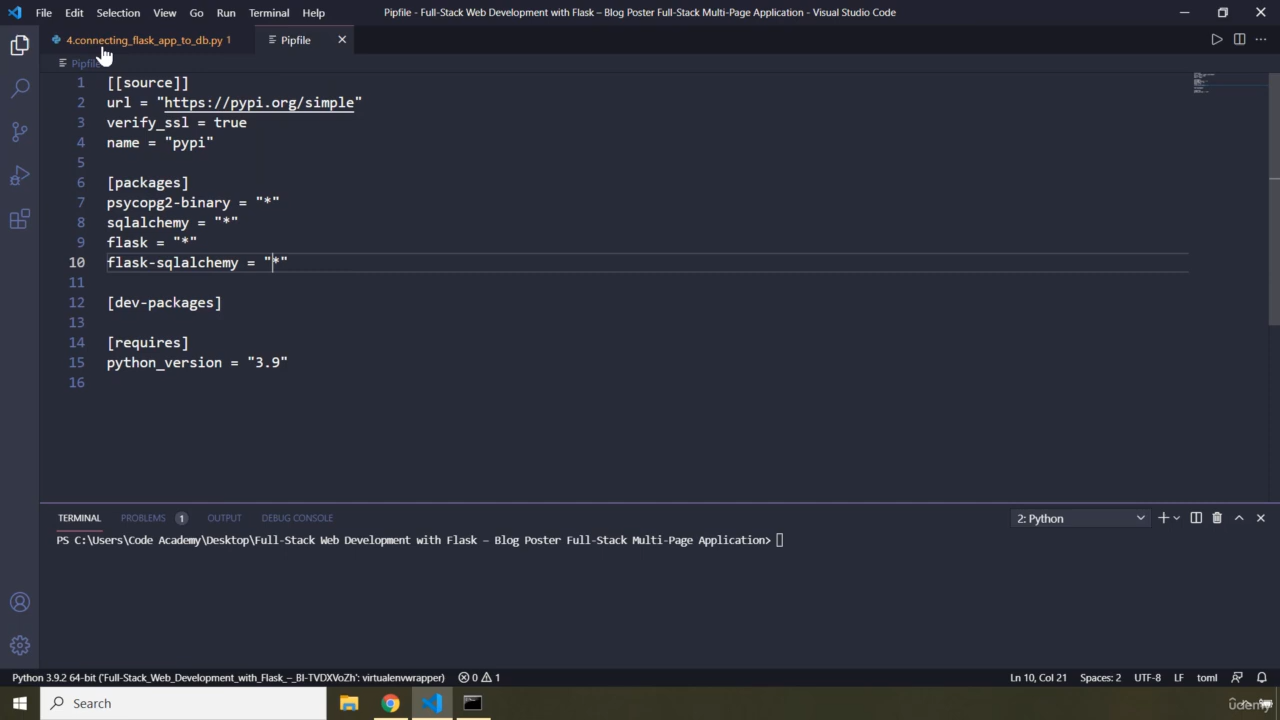 File Edit Selection View Go Run Terminal Help Pipfile - Full-Stack Web Development with Flask – Blog Poster Full-Stack Multi-Page Application - Visual Studio Code
4.connecting_flask_app_to_db.py 1 Pipfile
Pipfile
1 [[source]]
2 url = "https://pypi.org/simple"
3 verify_ssl = true
4 name = "pypi"
5
6 [packages]
7 psycopg2-binary = "*"
8 sqlalchemy = "*"
9 flask = "*"
10 flask-sqlalchemy = "*"
11
12 [dev-packages]
13
14 [requires]
15 python_version = "3.9"
16
TERMINAL PROBLEMS 1 OUTPUT DEBUG CONSOLE 2: Python
PS C:\Users\Code Academy\Desktop\Full-Stack Web Development with Flask – Blog Poster Full-Stack Multi-Page Application>
Python 3.9.2 64-bit ('Full-Stack_Web_Development_with_Flask_–_Bl-TVDXVoZh': virtualenvwrapper) 0 1 Ln 10, Col 21 Spaces: 2 UTF-8 LF toml
Search
udemy